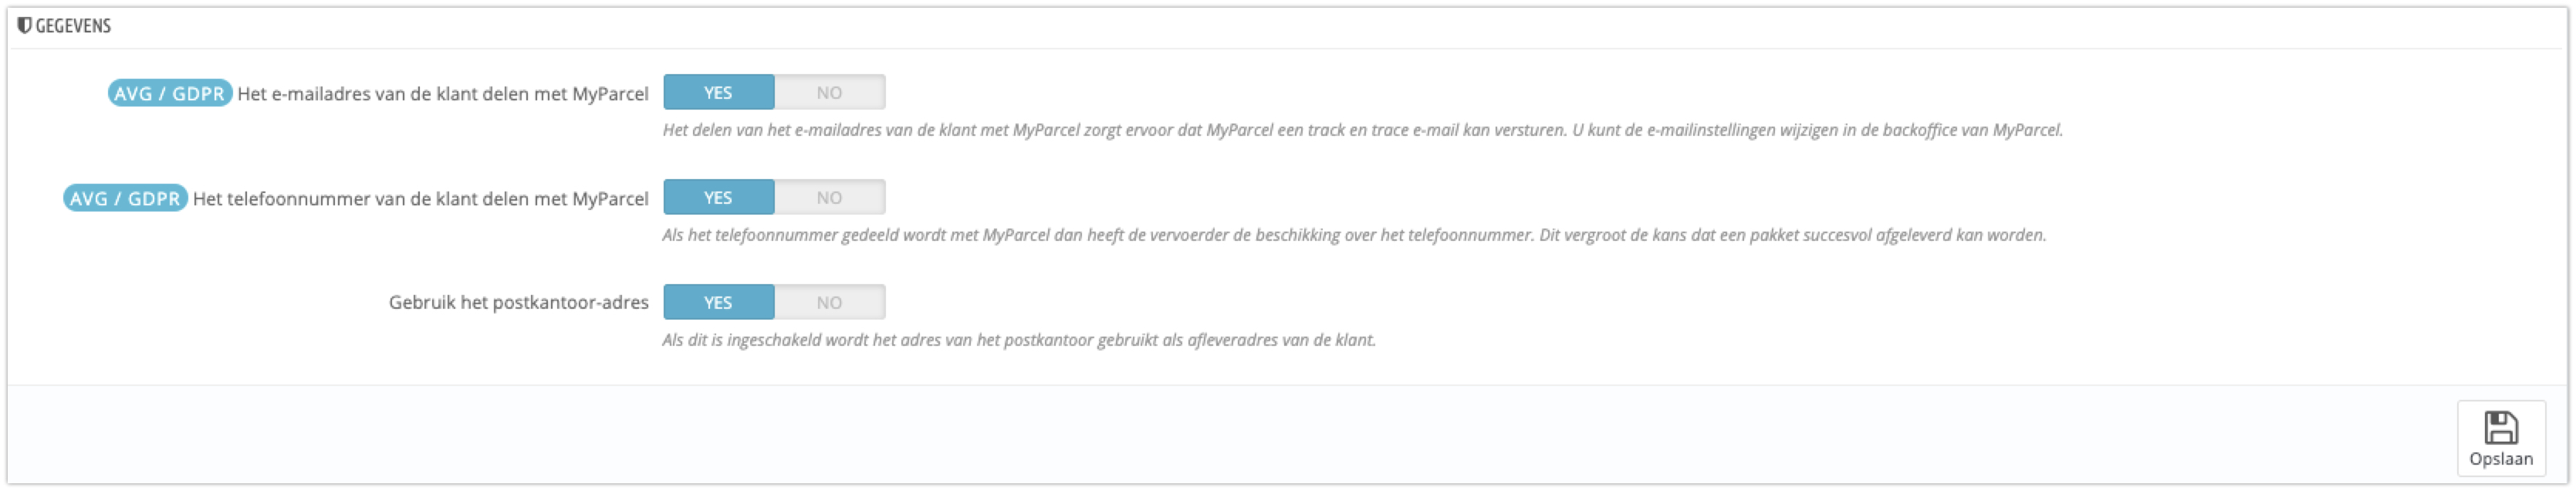 GEGEVENS
AVG / GDPR Het e-mailadres van de klant delen met MyParcel YES NO
Het delen van het e-mailadres van de klant met MyParcel zorgt ervoor dat MyParcel een track en trace e-mail kan versturen. U kunt de e-mailinstellingen wijzigen in de backoffice van MyParcel.
AVG / GDPR Het telefoonnummer van de klant delen met MyParcel YES NO
Als het telefoonnummer gedeeld wordt met MyParcel dan heeft de vervoerder de beschikking over het telefoonnummer. Dit vergroot de kans dat een pakket succesvol afgeleverd kan worden.
Gebruik het postkantoor-adres YES NO
Als dit is ingeschakeld wordt het adres van het postkantoor gebruikt als afleveradres van de klant.
Opslaan